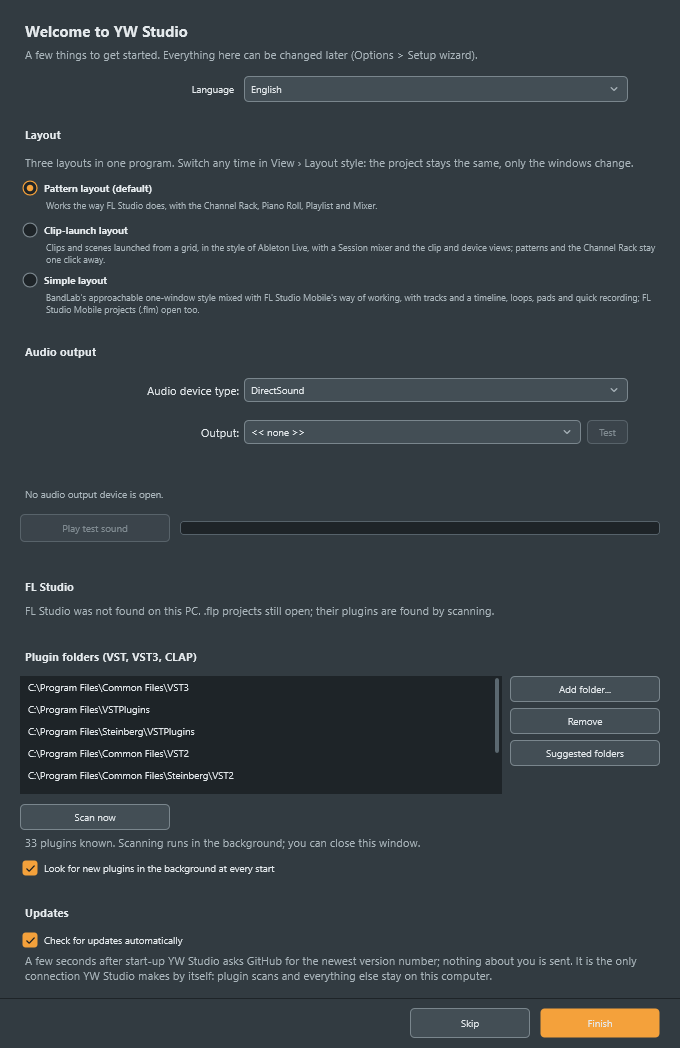 Welcome to YW Studio
A few things to get started. Everything here can be changed later (Options > Setup wizard).
Language
English
Layout
Three layouts in one program. Switch any time in View › Layout style: the project stays the same, only the windows change.
Pattern layout (default)
Works the way FL Studio does, with the Channel Rack, Piano Roll, Playlist and Mixer.
Clip-launch layout
Clips and scenes launched from a grid, in the style of Ableton Live, with a Session mixer and the clip and device views; patterns and the Channel Rack stay
one click away.
Simple layout
BandLab's approachable one-window style mixed with FL Studio Mobile's way of working, with tracks and a timeline, loops, pads and quick recording; FL
Studio Mobile projects (.flm) open too.
Audio output
Audio device type:
DirectSound
Output:
<< none >>
Test
No audio output device is open.
Play test sound
FL Studio
FL Studio was not found on this PC. .flp projects still open; their plugins are found by scanning.
Plugin folders (VST, VST3, CLAP)
C:\Program Files\Common Files\VST3
C:\Program Files\VSTPlugins
C:\Program Files\Steinberg\VSTPlugins
C:\Program Files\Common Files\VST2
C:\Program Files\Common Files\Steinberg\VST2
Add folder...
Remove
Suggested folders
Scan now
33 plugins known. Scanning runs in the background; you can close this window.
Look for new plugins in the background at every start
Updates
Check for updates automatically
A few seconds after start-up YW Studio asks GitHub for the newest version number; nothing about you is sent. It is the only
connection YW Studio makes by itself: plugin scans and everything else stay on this computer.
Skip
Finish